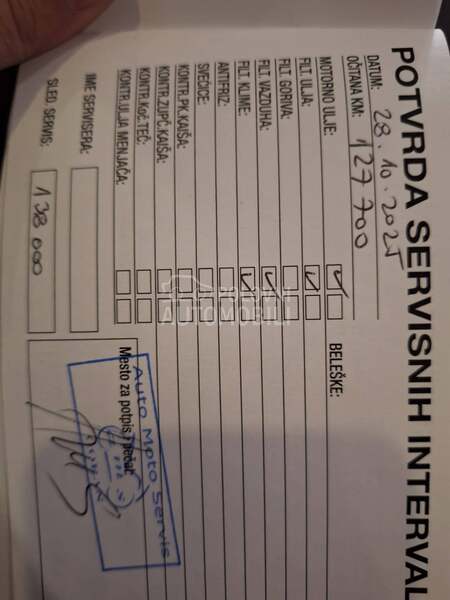 POTVRDA SERVISNIH INTERVAL
DATUM: 28.10.2025
OČITANA KM: 127 700
MOTORNO ULJE: ✓ BELEŠKE:
FILT. ULJA: ✓
FILT. GORIVA:
FILT. VAZDUHA: ✓
FILT. KLIME: ✓
ANTIFRIZ:
SVEĆICE:
KONTR. PK. KAIŠA:
KONTR. ZUPČ. KAIŠA:
KONTR. KOČ. TEČ:
KONTR. ULJA MENJAČA:
IME SERVISERA:
SLED SERVIS: 138 000
Mesto za potpis i pečat
Auto Moto Servis
POLOVNI
AUTOMOBILI